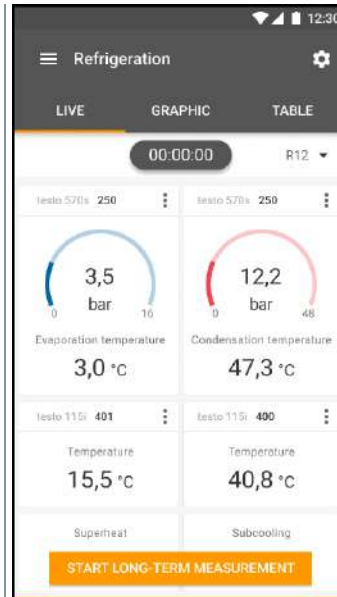 12:30
Refrigeration
LIVE GRAPHIC TABLE
00:00:00 R12
testo 570s 250 testo 570s 250
3,5 12,2
bar bar
0 16 0 48
Evaporation temperature Condensation temperature
3,0 °C 47,3 °C
testo 115i 401 testo 115i 400
Temperature Temperature
15,5 °C 40,8 °C
Superheat Subcooling
START LONG-TERM MEASUREMENT